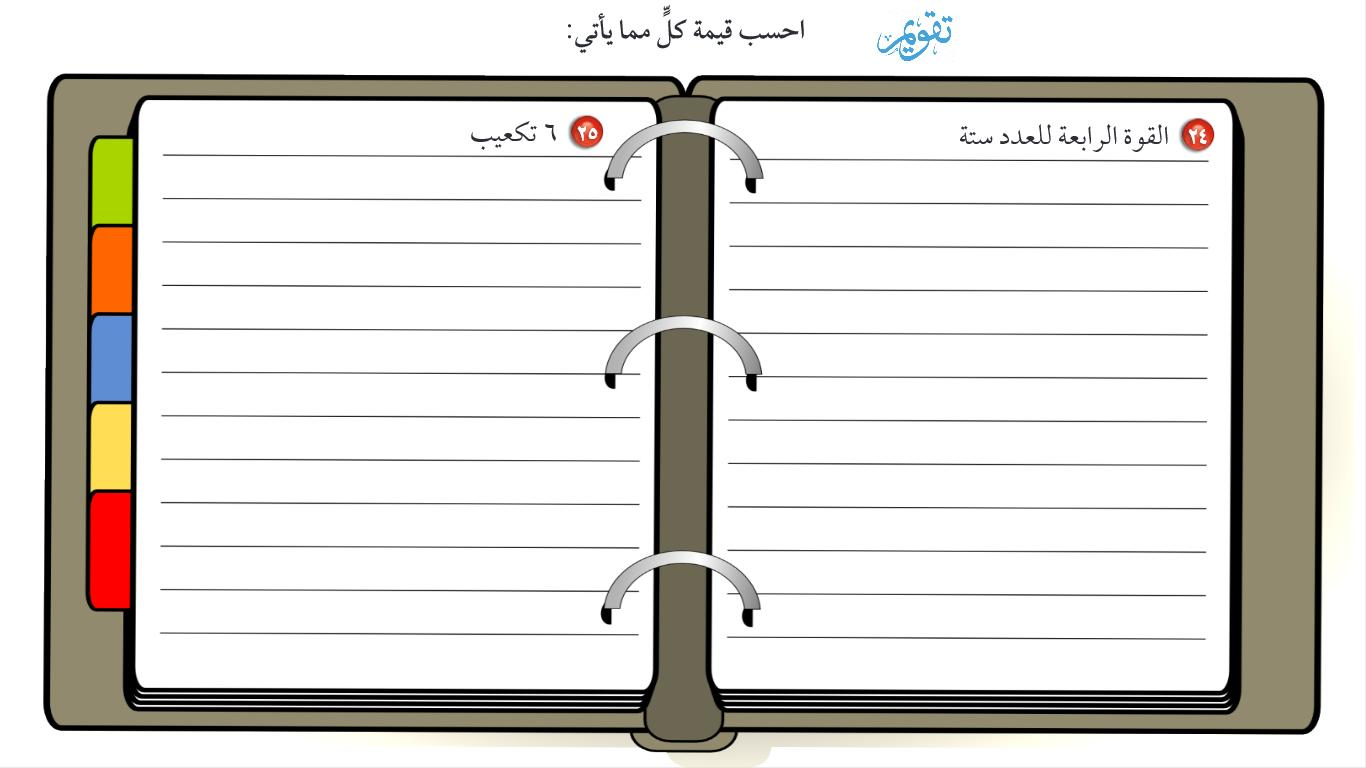 تقويم
احسب قيمة كلٍّ مما يأتي:
٢٤ القوة الرابعة للعدد ستة
٢٥ ٦ تكعيب